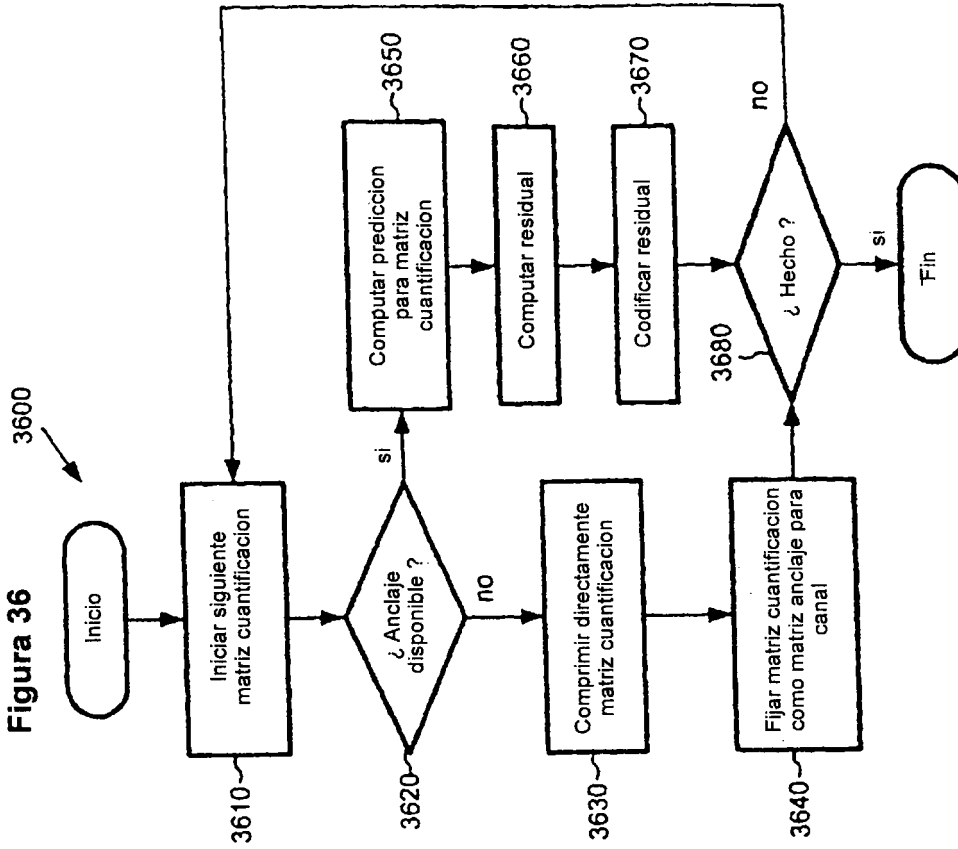 Figura 36
3600
Inicio
Iniciar siguiente
matriz cuantificacion
3610
¿ Anclaje
disponible ?
3620
si
no
Comprimir directamente
matriz cuantificacion
3630
Fijar matriz cuantificacion
como matriz anclaje para
canal
3640
Computar prediccion
para matriz
cuantificacion
3650
Computar residual
3660
Codificar residual
3670
¿ Hecho ?
3680
no
si
Fin